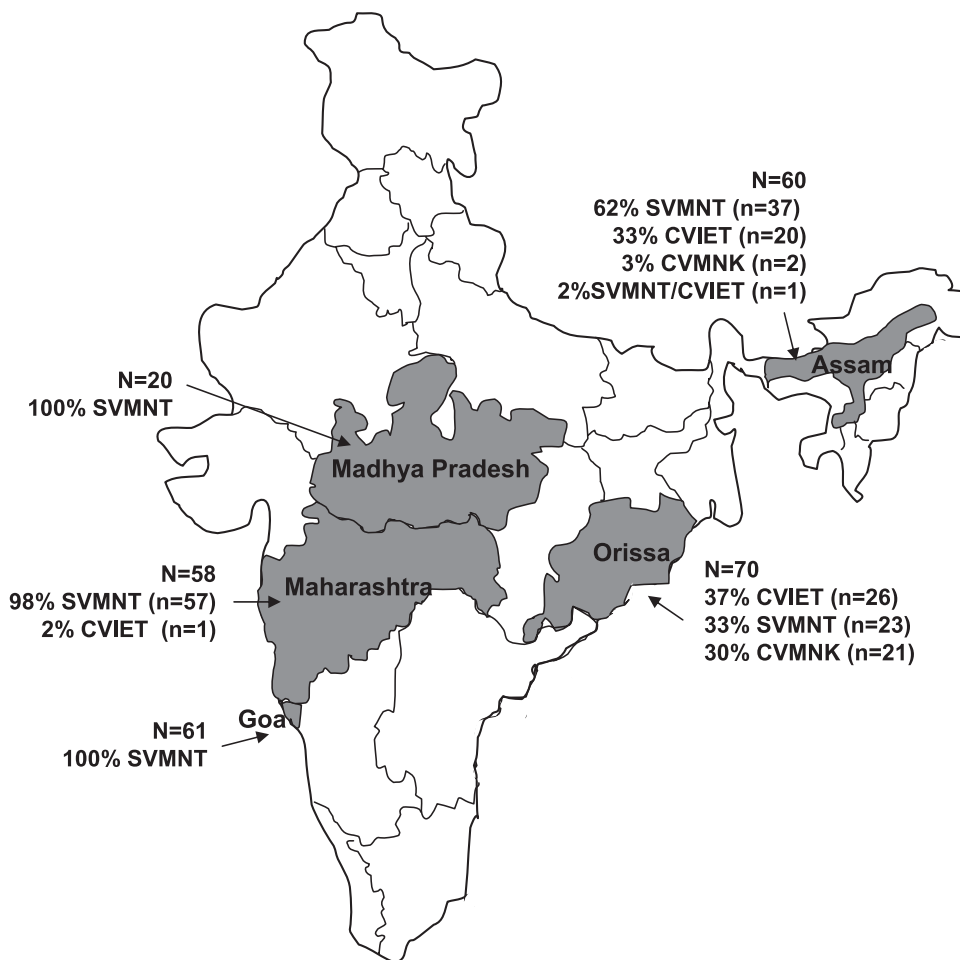 N=60
62% SVMNT (n=37)
33% CVIET (n=20)
3% CVMNK (n=2)
2%SVMNT/CVIET (n=1)
Assam
N=20
100% SVMNT
Madhya Pradesh
Orissa
N=70
37% CVIET (n=26)
33% SVMNT (n=23)
30% CVMNK (n=21)
N=58
98% SVMNT (n=57)
2% CVIET (n=1)
Maharashtra
Goa
N=61
100% SVMNT